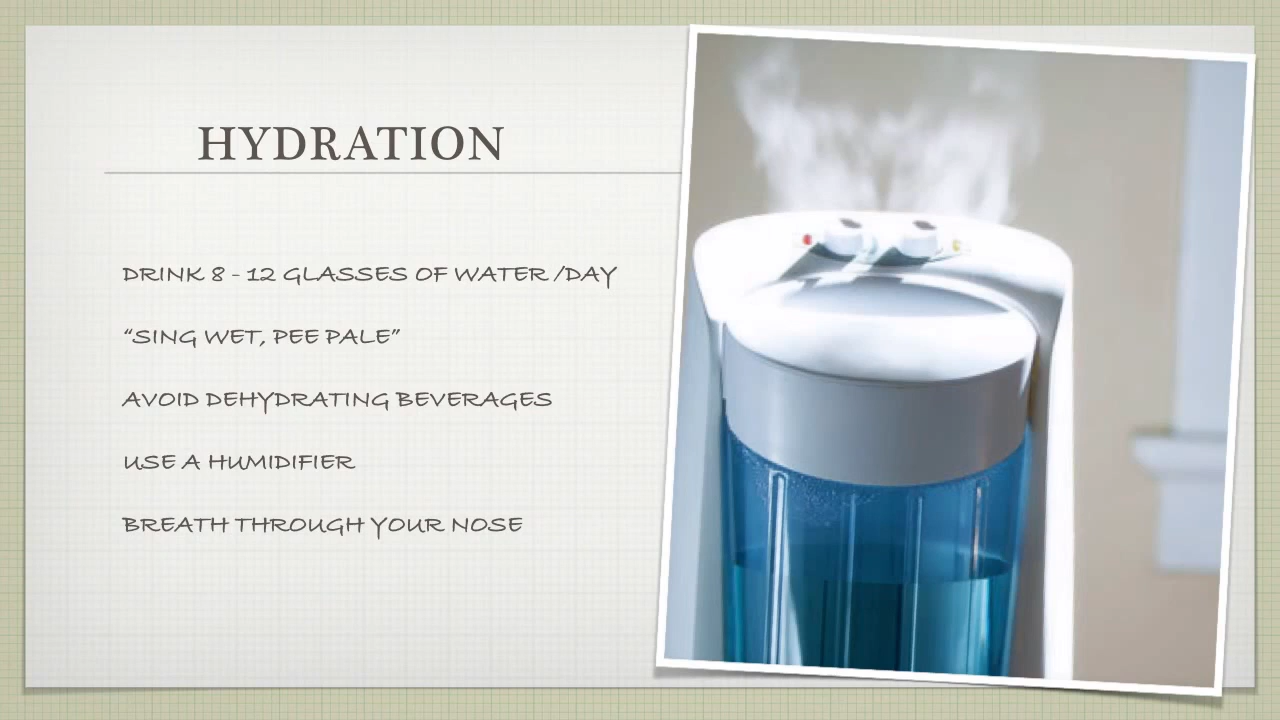 HYDRATION
DRINK 8 - 12 GLASSES OF WATER /DAY
“SING WET, PEE PALE”
AVOID DEHYDRATING BEVERAGES
USE A HUMIDIFIER
BREATH THROUGH YOUR NOSE